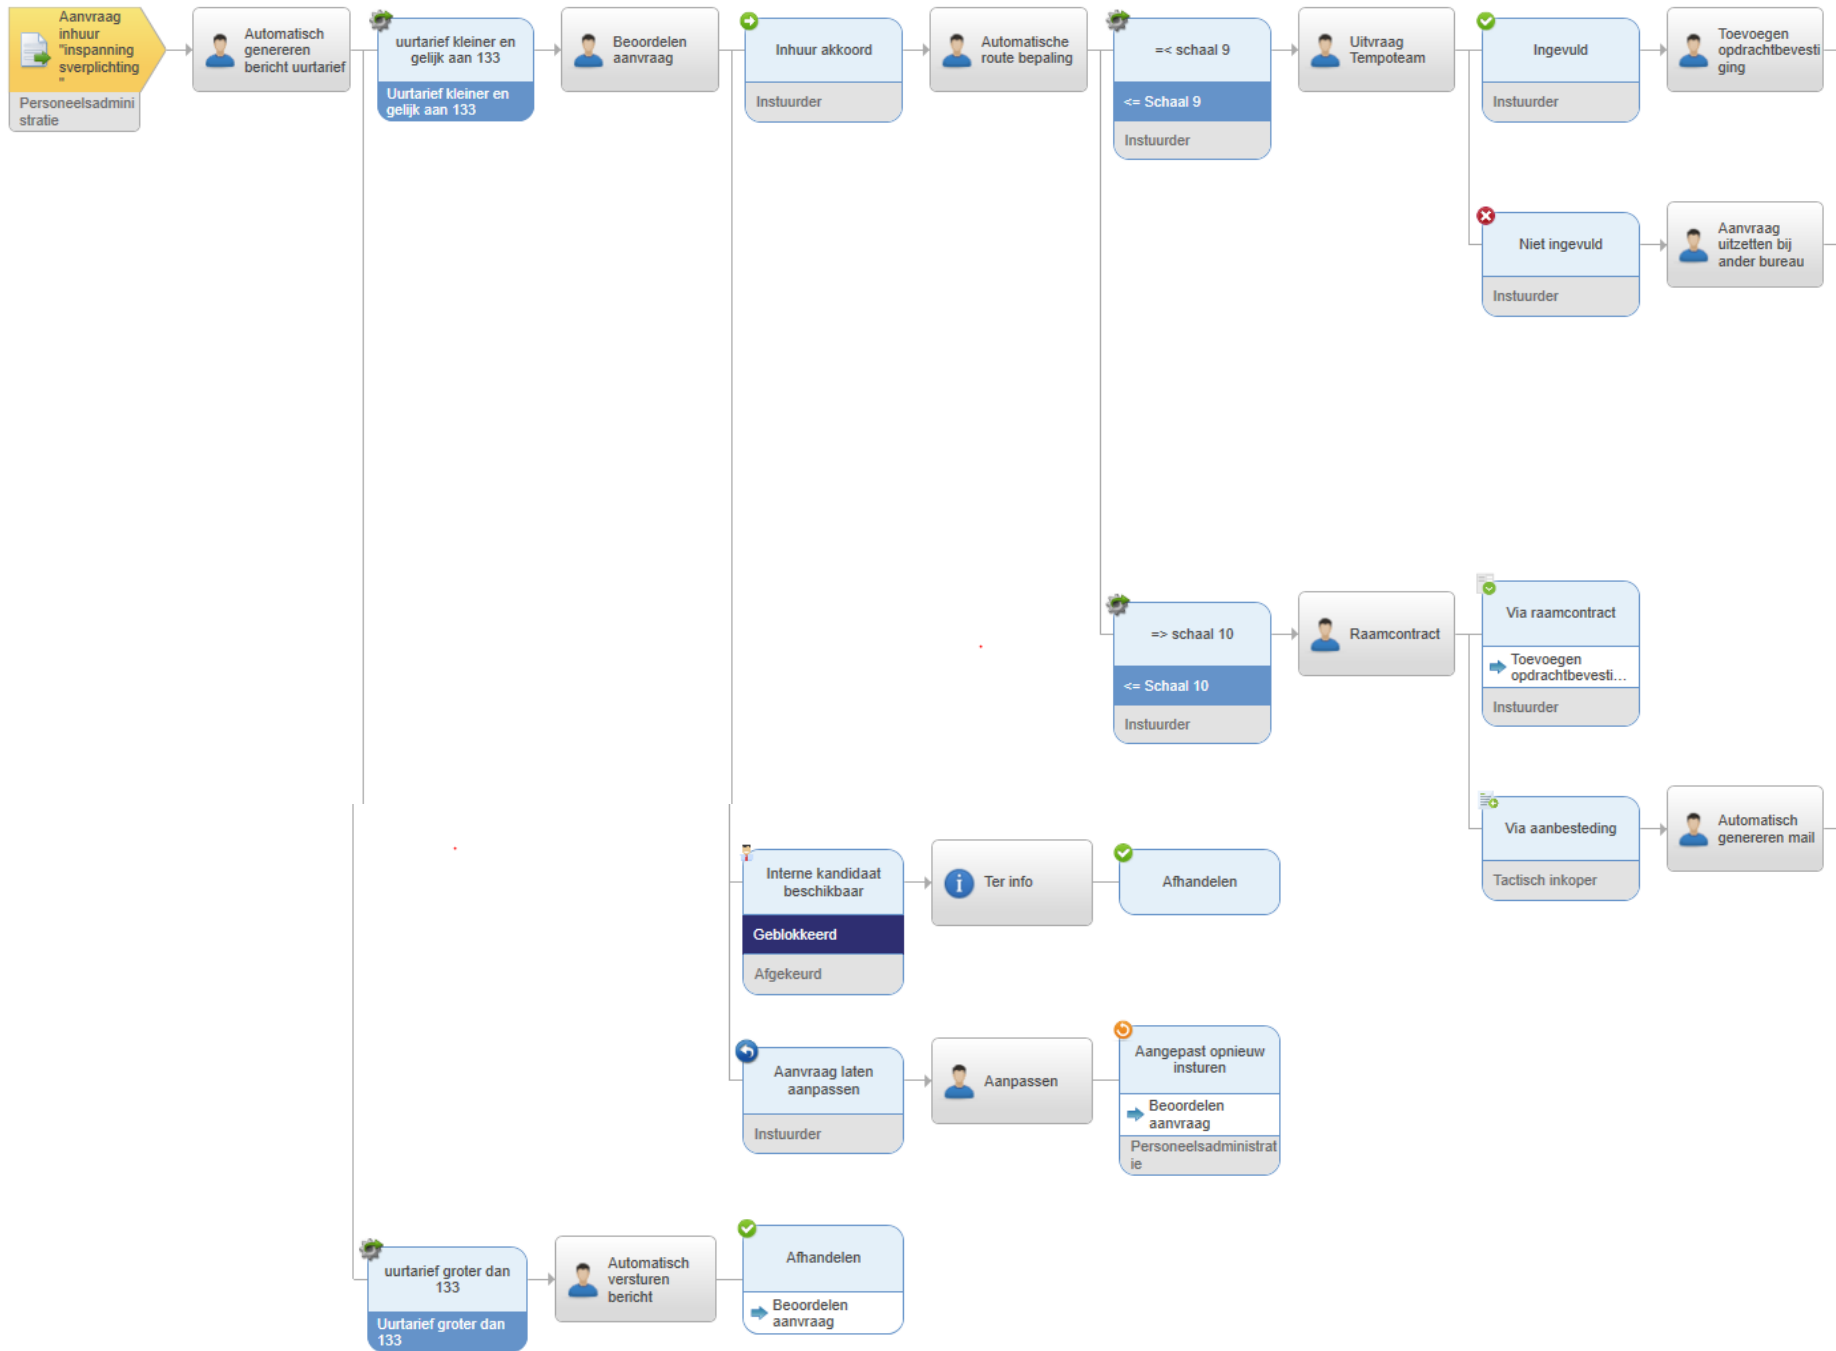 Aanvraag
inhuur
"inspanning
sverplichting
"
Personeelsadmini
stratie
Automatisch
genereren
bericht uurtarief
uurtarief kleiner en
gelijk aan 133
Uurtarief kleiner en
gelijk aan 133
Beoordelen
aanvraag
Inhuur akkoord
Instuurder
Automatische
route bepaling
=< schaal 9
<= Schaal 9
Instuurder
Uitvraag
Tempoteam
Ingevuld
Instuurder
Toevoegen
opdrachtbevesti
ging
Niet ingevuld
Instuurder
Aanvraag
uitzetten bij
ander bureau
=> schaal 10
<= Schaal 10
Instuurder
Raamcontract
Via raamcontract
Toevoegen
opdrachtbevesti...
Instuurder
Via aanbesteding
Tactisch inkoper
Automatisch
genereren mail
Interne kandidaat
beschikbaar
Geblokkeerd
Afgekeurd
Ter info
Afhandelen
Aanvraag laten
aanpassen
Instuurder
Aanpassen
Aangepast opnieuw
insturen
Beoordelen
aanvraag
Personeelsadministrat
ie
uurtarief groter dan
133
Uurtarief groter dan
133
Automatisch
versturen
bericht
Afhandelen
Beoordelen
aanvraag